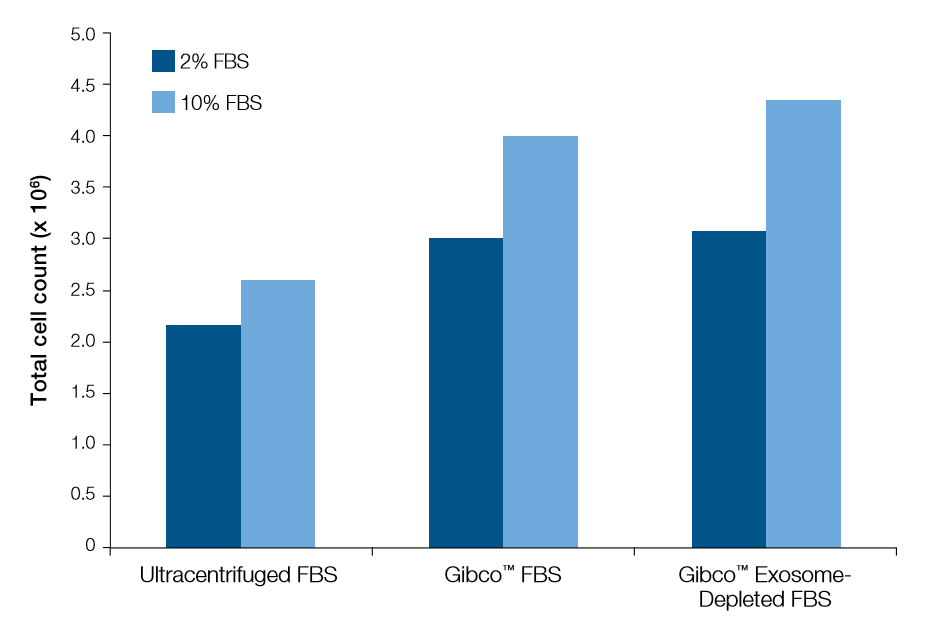 5.0
4.5
4.0
3.5
3.0
2.5
2.0
1.5
1.0
0.5
0
Total cell count (x 10⁶)
2% FBS
10% FBS
Ultracentrifuged FBS
Gibco™ FBS
Gibco™ Exosome-
Depleted FBS